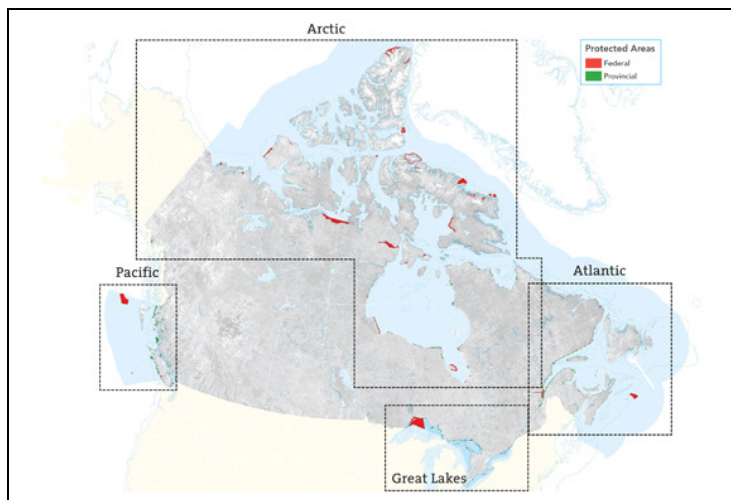 Arctic
Protected Areas
Federal
Provincial
Pacific
Atlantic
Great Lakes